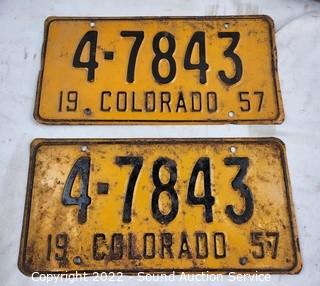 4-7843
19 COLORADO 57
4-7843
19 COLORADO 57
Copyright 2022 - Sound Auction Service